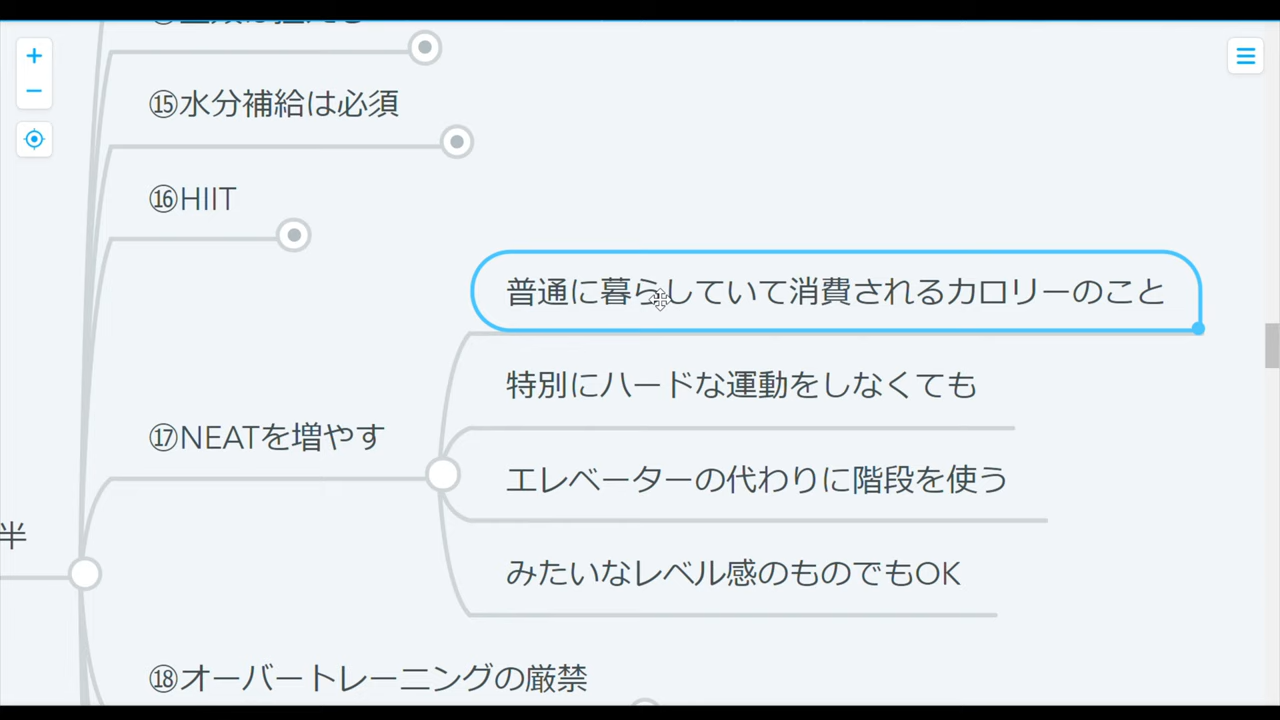 ⑮水分補給は必須
⑯HIIT
普通に暮らしていて消費されるカロリーのこと
特別にハードな運動をしなくても
⑰NEATを増やす
エレベーターの代わりに階段を使う
半
みたいなレベル感のものでもOK
⑱オーバートレーニングの厳禁